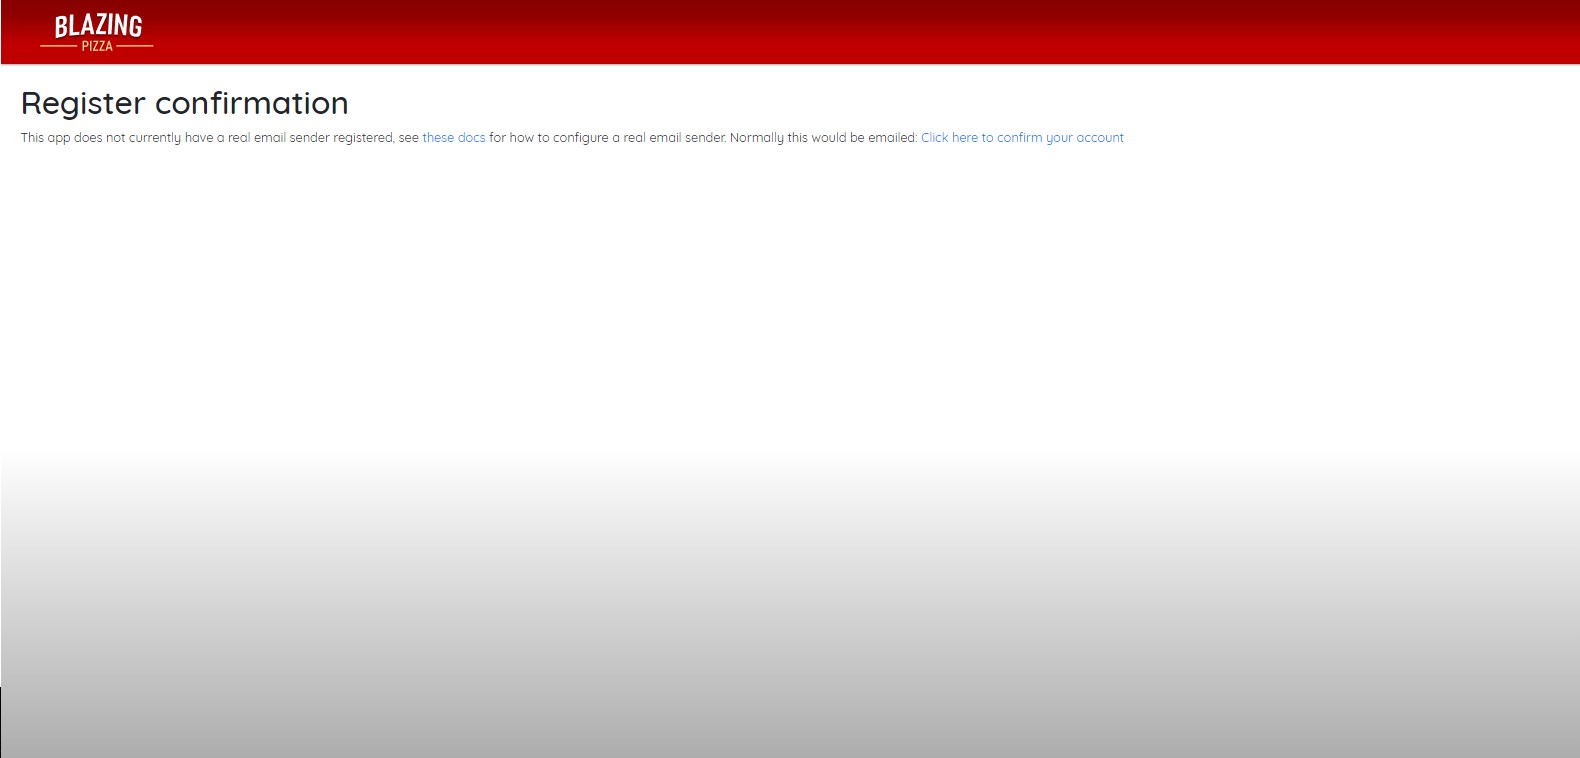 BLAZING
PIZZA
Register confirmation
This app does not currently have a real email sender registered, see these docs for how to configure a real email sender. Normally this would be emailed: Click here to confirm your account